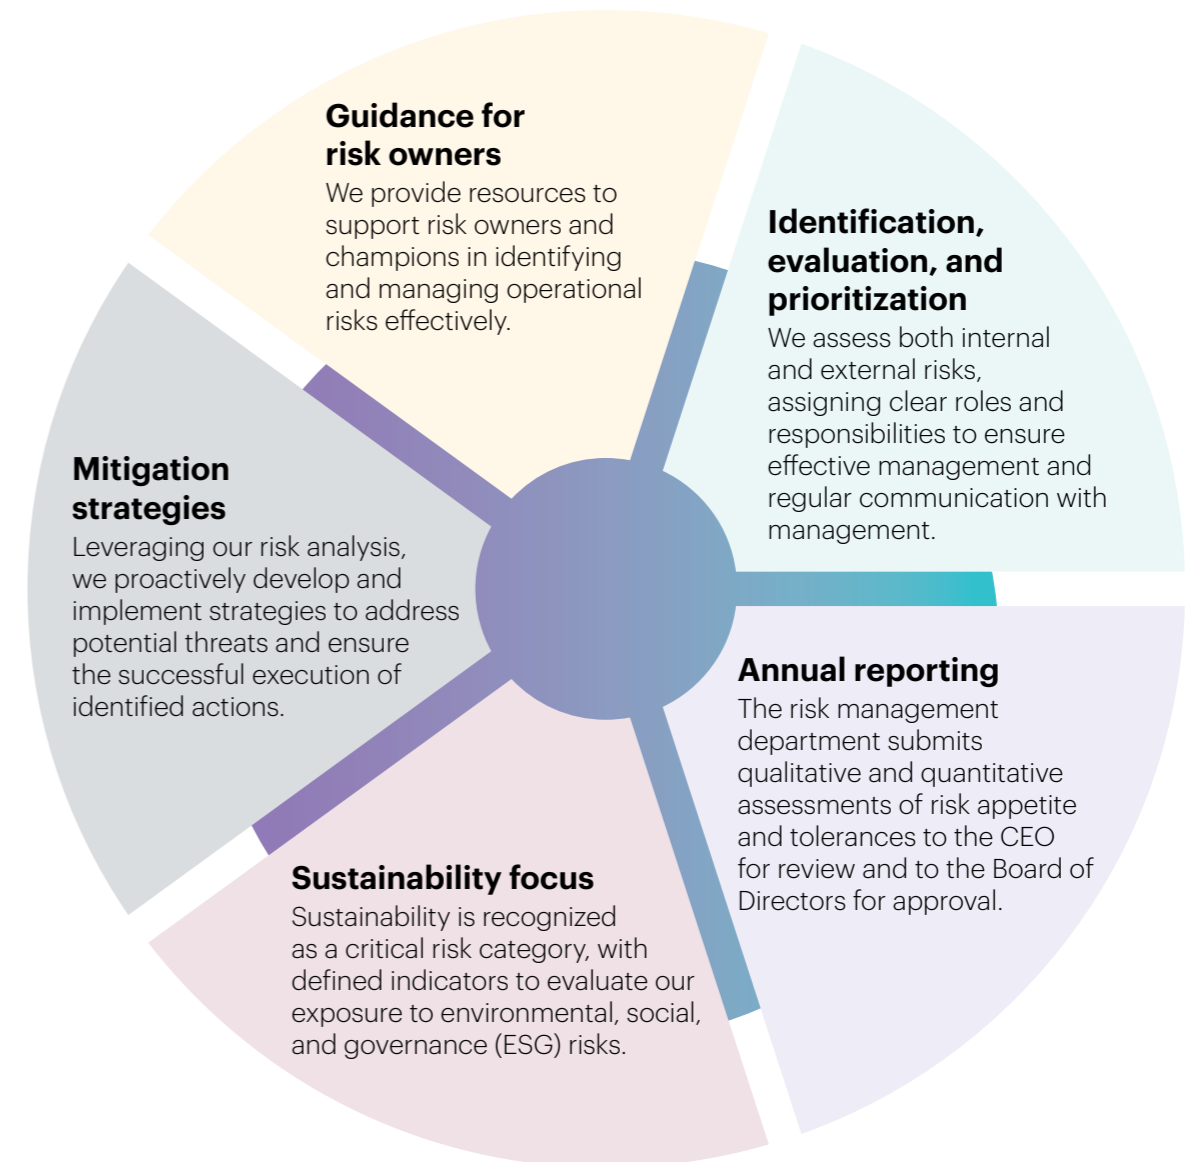 Guidance for
risk owners
We provide resources to
support risk owners and
champions in identifying
and managing operational
risks effectively.
Identification,
evaluation, and
prioritization
We assess both internal
and external risks,
assigning clear roles and
responsibilities to ensure
effective management and
regular communication with
management.
Mitigation
strategies
Leveraging our risk analysis,
we proactively develop and
implement strategies to address
potential threats and ensure
the successful execution of
identified actions.
Annual reporting
The risk management
department submits
qualitative and quantitative
assessments of risk appetite
and tolerances to the CEO
for review and to the Board of
Directors for approval.
Sustainability focus
Sustainability is recognized
as a critical risk category, with
defined indicators to evaluate our
exposure to environmental, social,
and governance (ESG) risks.